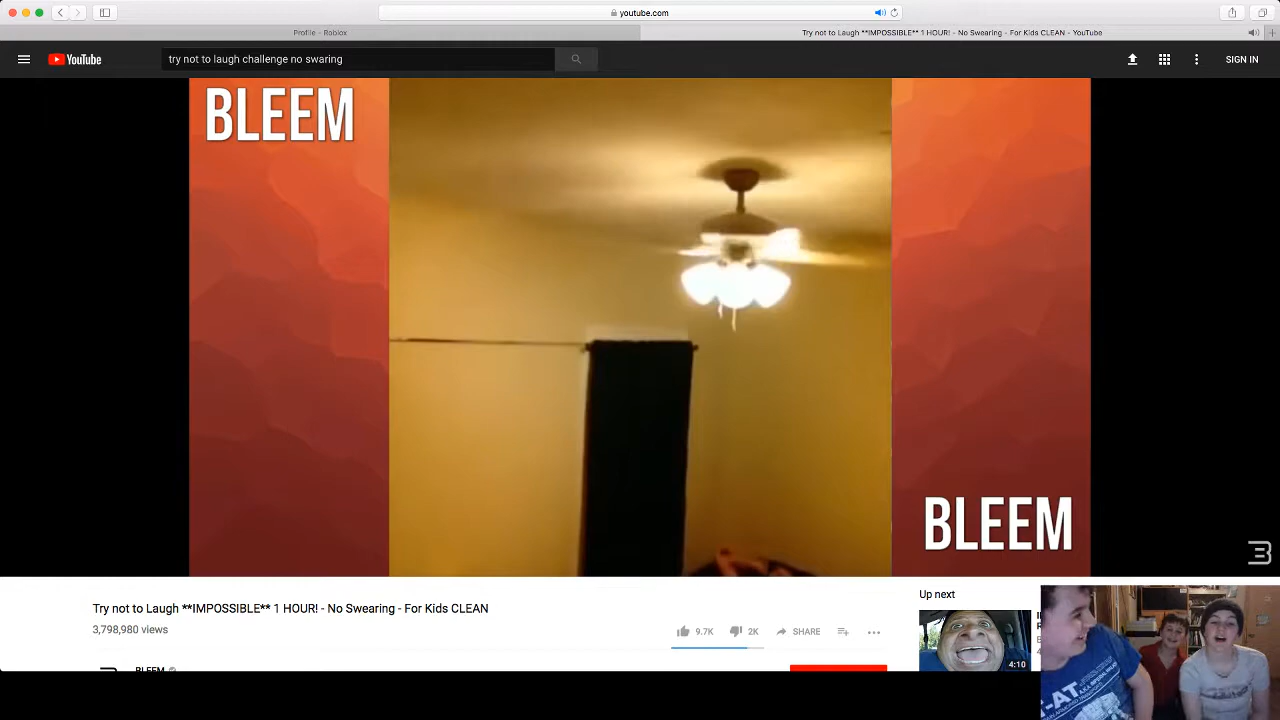 youtube.com
Profile - Roblox
Try not to Laugh **IMPOSSIBLE** 1 HOUR! - No Swearing - For Kids CLEAN - YouTube
YouTube
try not to laugh challenge no swaring
SIGN IN
BLEEM
BLEEM
Try not to Laugh **IMPOSSIBLE** 1 HOUR! - No Swearing - For Kids CLEAN
3,798,980 views
9.7K
2K
SHARE
Up next
4:10
BLEEM
T-AT